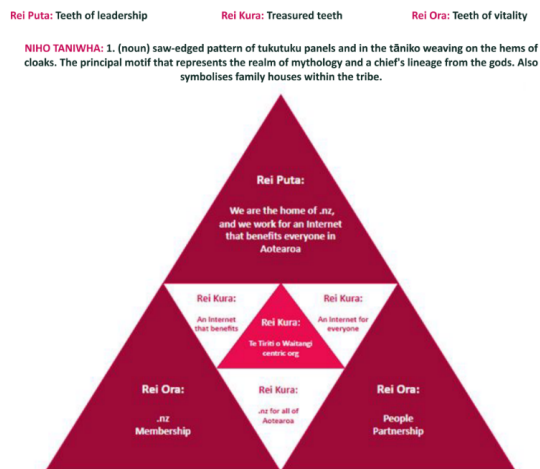 Rei Puta: Teeth of leadership
Rei Kura: Treasured teeth
Rei Ora: Teeth of vitality
NIHO TANIWHA: 1. (noun) saw-edged pattern of tukutuku panels and in the tāniko weaving on the hems of
cloaks. The principal motif that represents the realm of mythology and a chief's lineage from the gods. Also
symbolises family houses within the tribe.
Rei Puta:
We are the home of .nz,
and we work for an Internet
that benefits everyone in
Aotearoa
Rei Kura:
An Internet
that benefits
Rei Kura:
Te Tiriti o Waitangi
centric org
Rei Kura:
An Internet for
everyone
Rei Ora:
.nz
Membership
Rei Kura:
.nz for all of
Aotearoa
Rei Ora:
People
Partnership